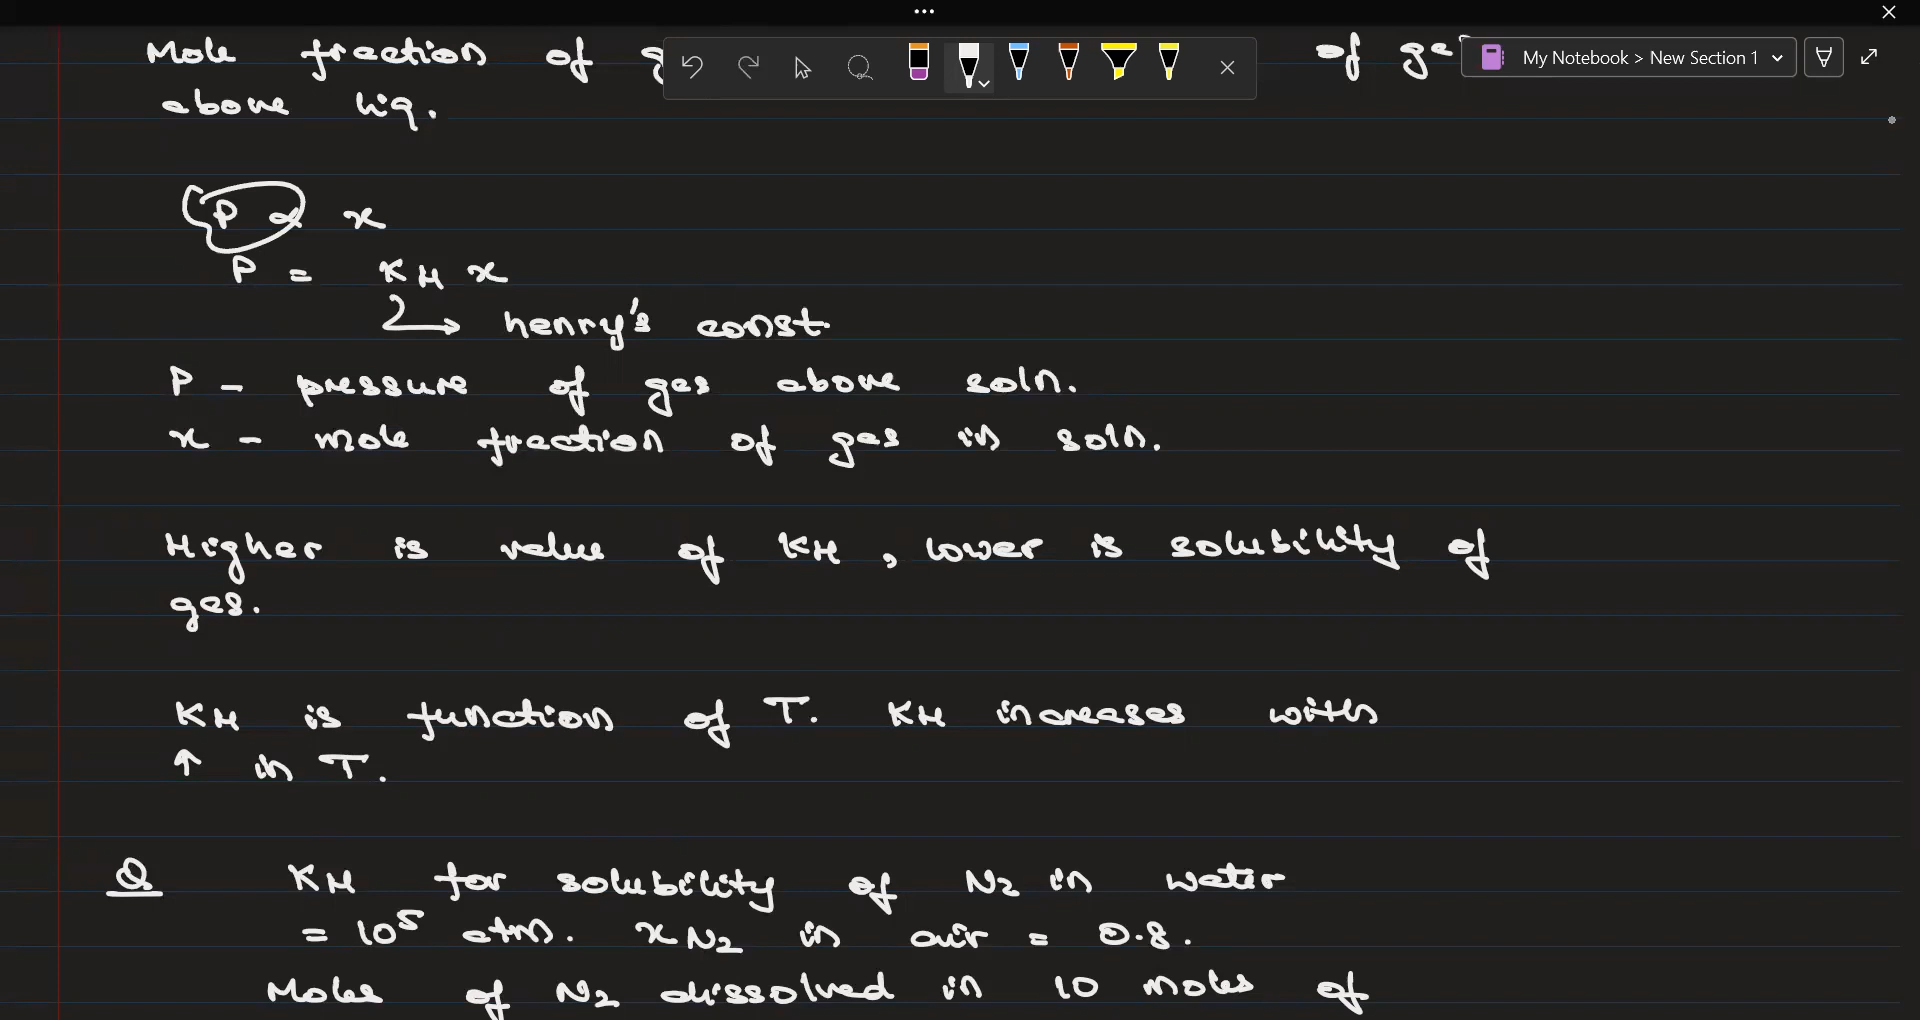 Mole fraction of of
My Notebook > New Section 1
above liq.
P ∝ x
P = KH x
henry's const.
P - pressure of gas above soln.
x - mole fraction of gas in soln.
Higher is value of KH, lower is solubility of
gas.
KH is function of T. KH increases with
↑ in T.
Q KH for solubility of N2 in water
= 10⁵ atm. xN2 in air = 0.8.
Moles of N2 dissolved in 10 moles of